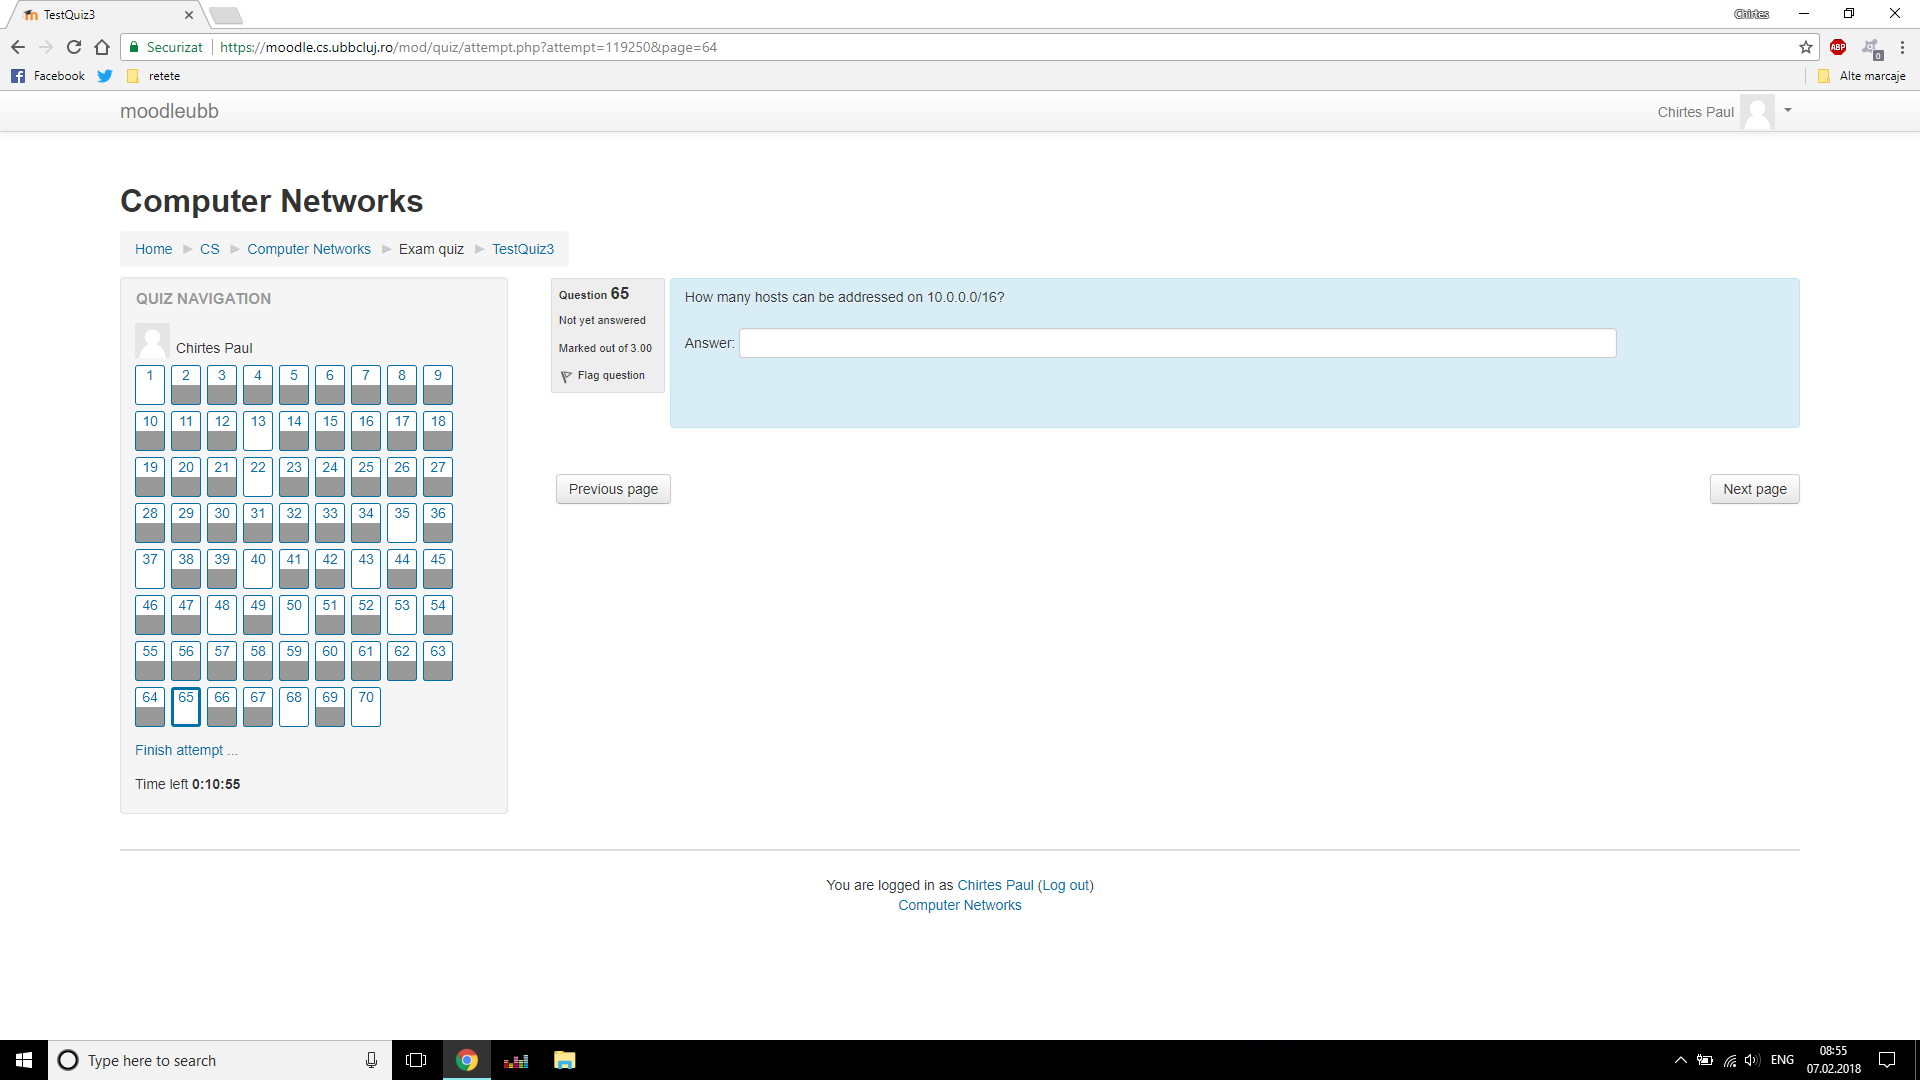 TestQuiz3
Chirtes
Securizat
https://moodle.cs.ubbcluj.ro/mod/quiz/attempt.php?attempt=119250&page=64
ABP
0
Facebook
retete
Alte marcaje
moodleubb
Chirtes Paul
Computer Networks
Home ► CS ► Computer Networks ► Exam quiz ► TestQuiz3
QUIZ NAVIGATION
Chirtes Paul
1 2 3 4 5 6 7 8 9
10 11 12 13 14 15 16 17 18
19 20 21 22 23 24 25 26 27
28 29 30 31 32 33 34 35 36
37 38 39 40 41 42 43 44 45
46 47 48 49 50 51 52 53 54
55 56 57 58 59 60 61 62 63
64 65 66 67 68 69 70
Finish attempt ...
Time left 0:10:55
Question 65
Not yet answered
Marked out of 3.00
Flag question
How many hosts can be addressed on 10.0.0.0/16?
Answer:
Previous page
Next page
You are logged in as Chirtes Paul (Log out)
Computer Networks
Type here to search
ENG
08:55
07.02.2018